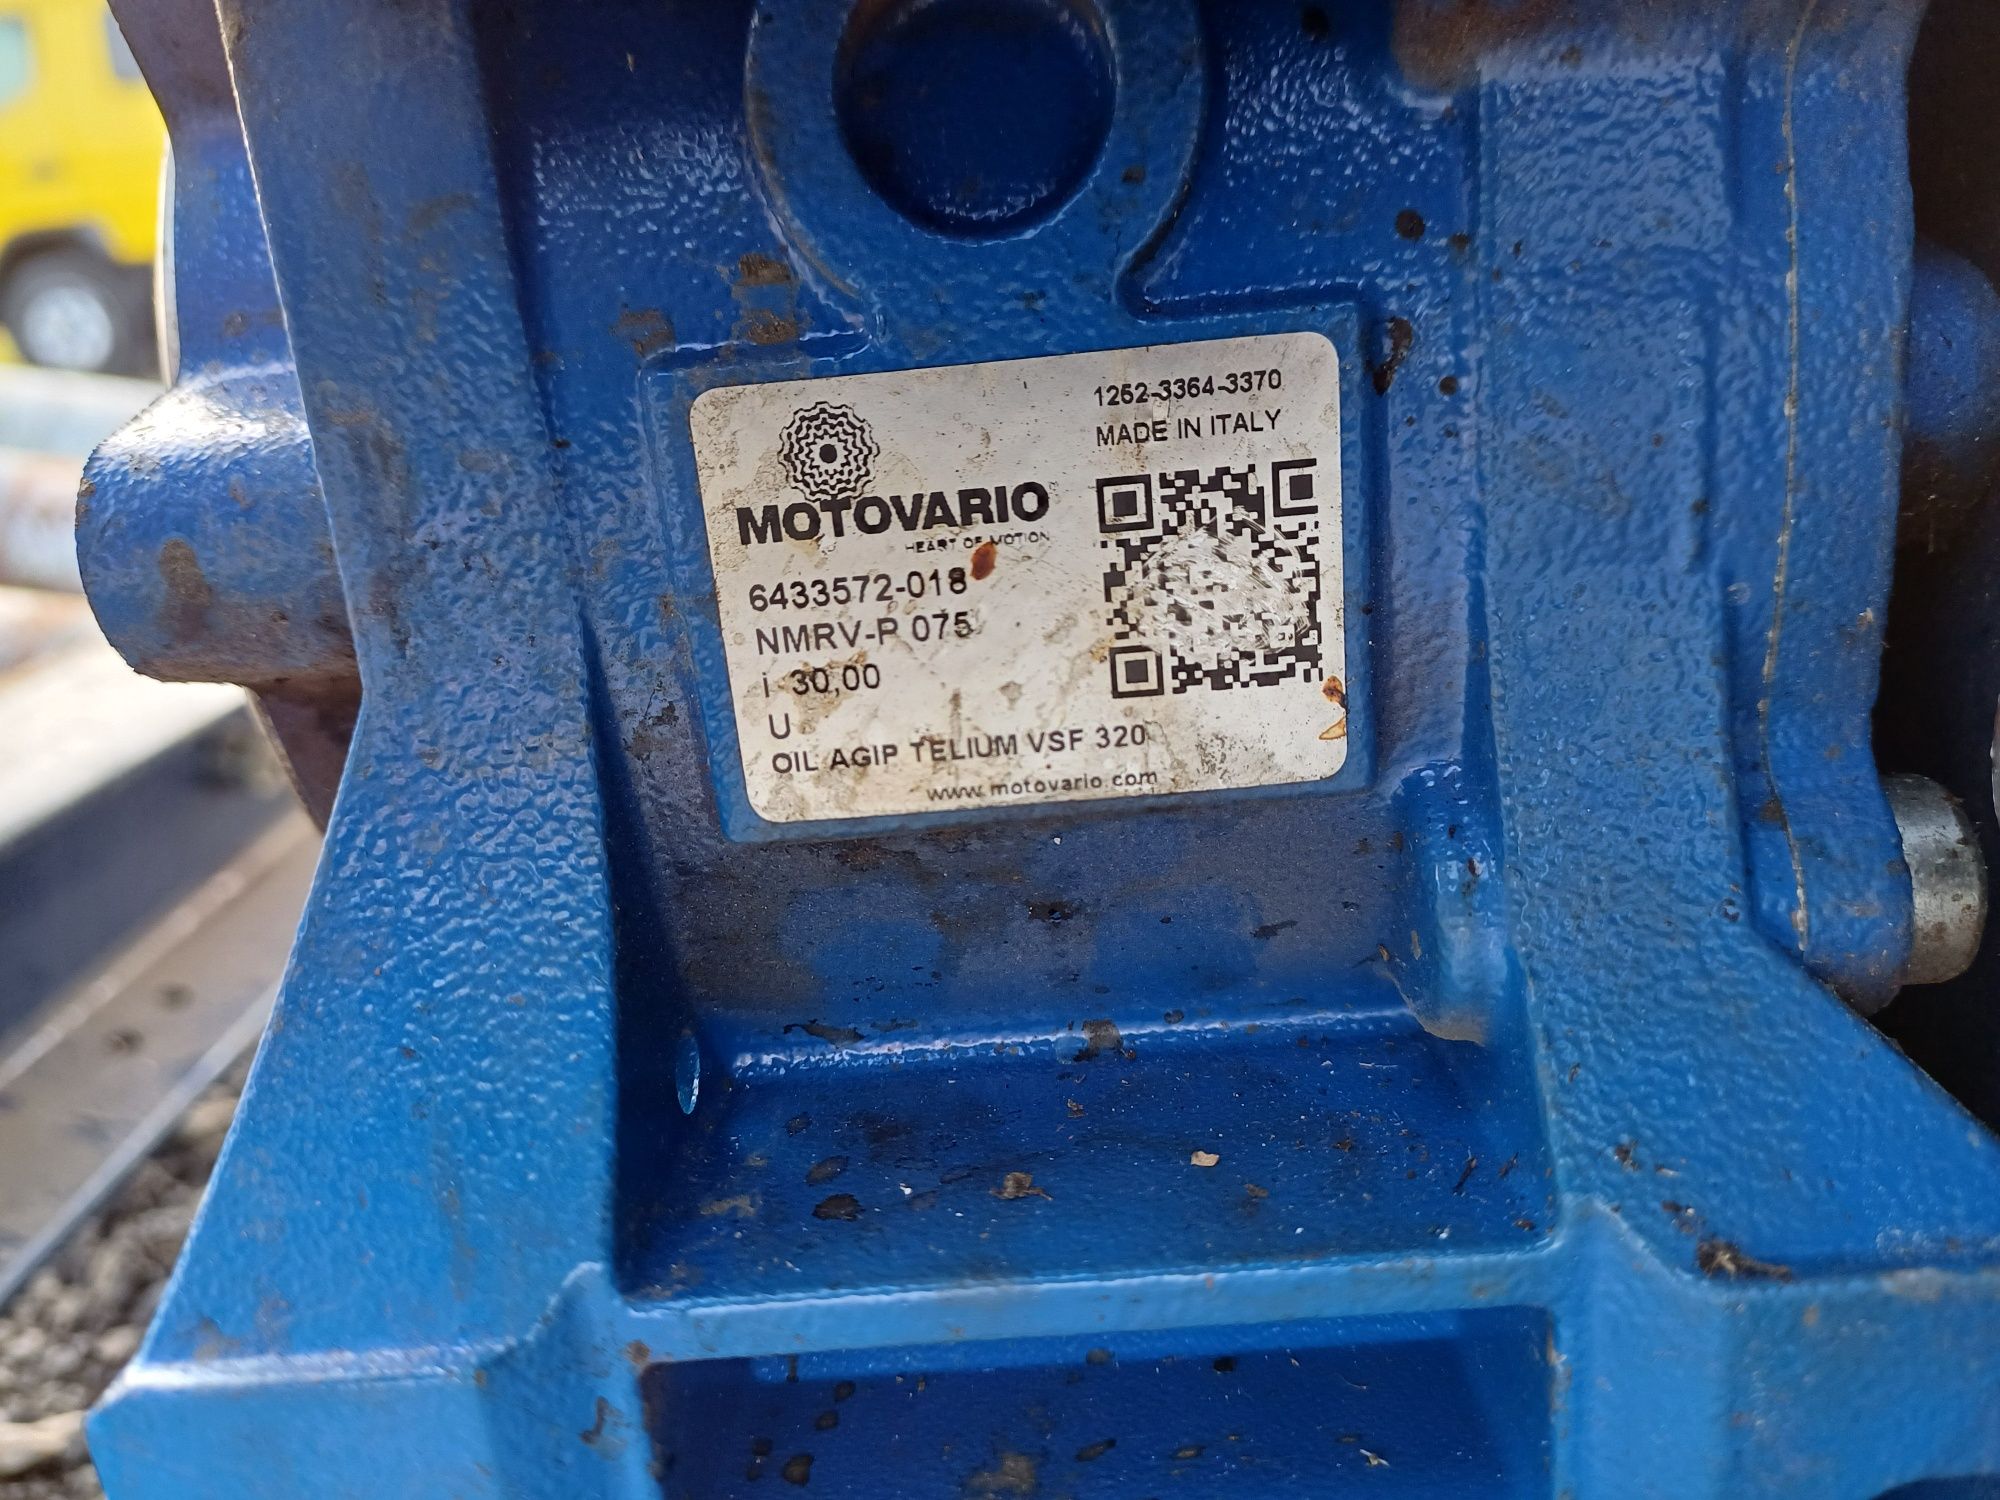 1252-3364-3370
MADE IN ITALY
MOTOVARIO
HEART OF MOTION
6433572-018
NMRV-P 075
i 30,00
U
OIL AGIP TELIUM VSF 320
www.motovario.com